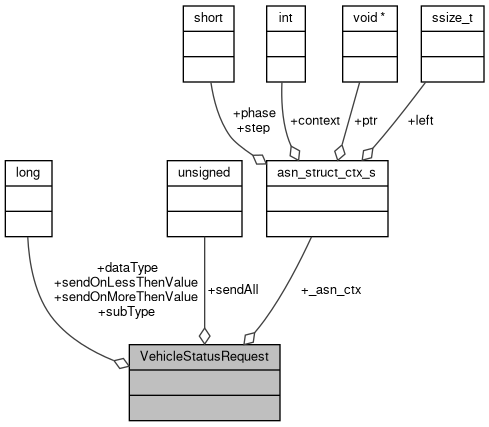 short
int
void *
ssize_t
+phase
+step
+context
+ptr
+left
long
unsigned
asn_struct_ctx_s
+dataType
+sendOnLessThenValue
+sendOnMoreThenValue
+subType
+sendAll
+_asn_ctx
VehicleStatusRequest